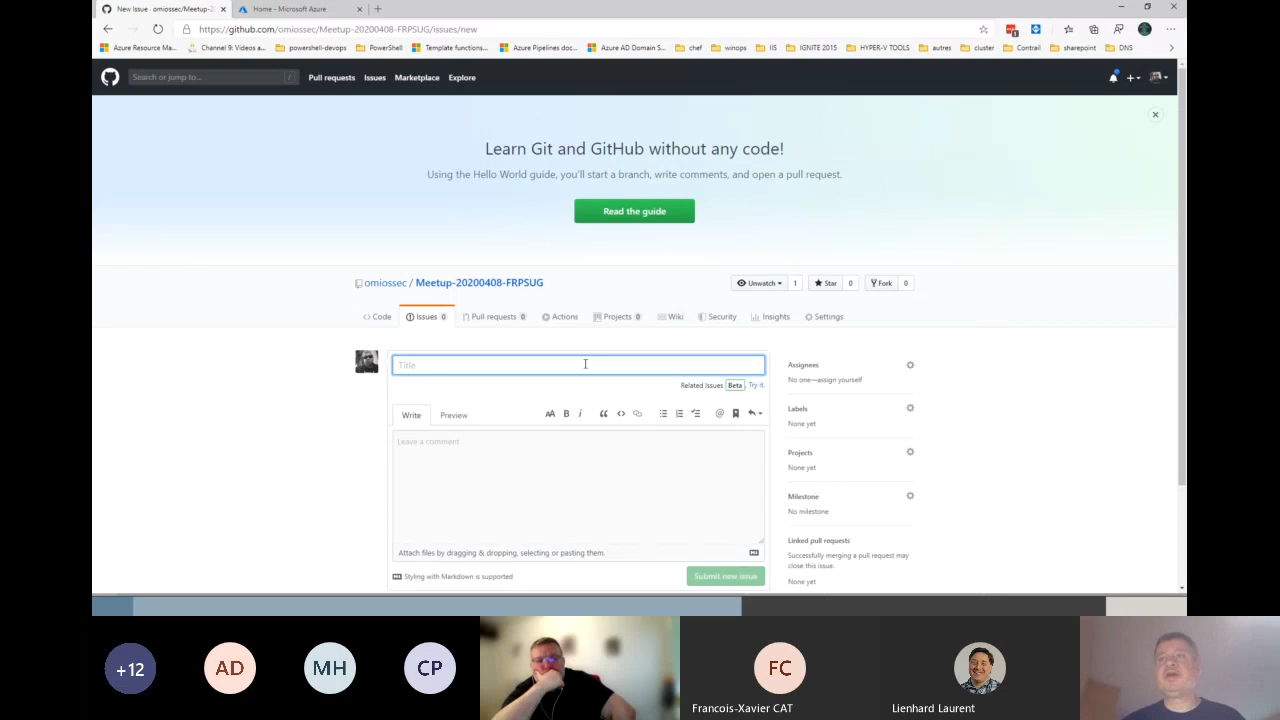 New Issue · omiossec/Meetup-2
Home - Microsoft Azure
https://github.com/omiossec/Meetup-20200408-FRPSUG/issues/new
Azure Resource Ma...
Channel 9: Videos a...
powershell-devops
PowerShell
Template functions...
Azure Pipelines doc...
Azure AD Domain S...
chef
winops
IIS
IGNITE 2015
HYPER-V TOOLS
autres
cluster
Contrail
sharepoint
DNS
Search or jump to...
/
Pull requests
Issues
Marketplace
Explore
Learn Git and GitHub without any code!
Using the Hello World guide, you'll start a branch, write comments, and open a pull request.
Read the guide
omiossec / Meetup-20200408-FRPSUG
Unwatch 1
Star 0
Fork 0
Code
Issues 0
Pull requests 0
Actions
Projects 0
Wiki
Security
Insights
Settings
Title
Related Issues Beta . Try it.
Write
Preview
AA B i
@
Leave a comment
Attach files by dragging & dropping, selecting or pasting them.
Styling with Markdown is supported
Submit new issue
Assignees
No one—assign yourself
Labels
None yet
Projects
None yet
Milestone
No milestone
Linked pull requests
Successfully merging a pull request may
close this issue.
None yet
+12
AD
MH
CP
FC
Francois-Xavier CAT
Lienhard Laurent